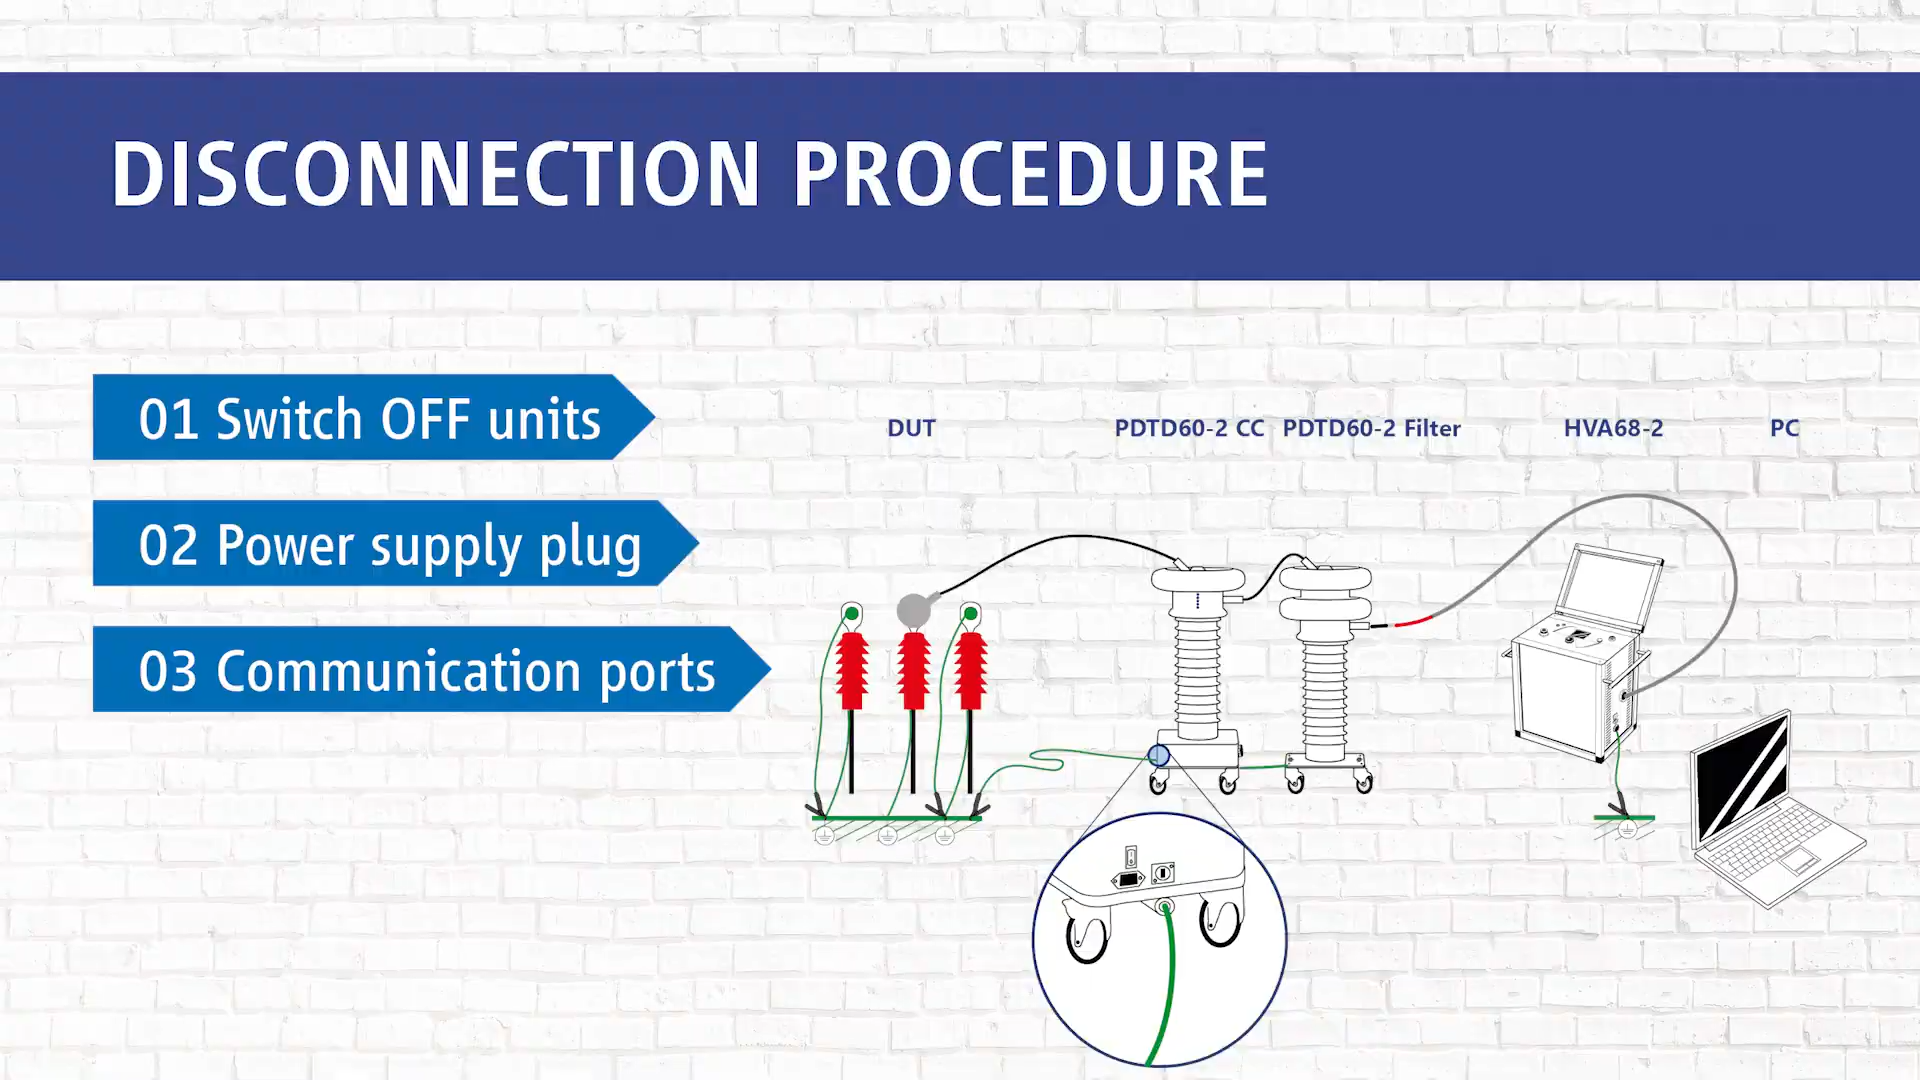 DISCONNECTION PROCEDURE
01 Switch OFF units
02 Power supply plug
03 Communication ports
DUT
PDTD60-2 CC
PDTD60-2 Filter
HVA68-2
PC